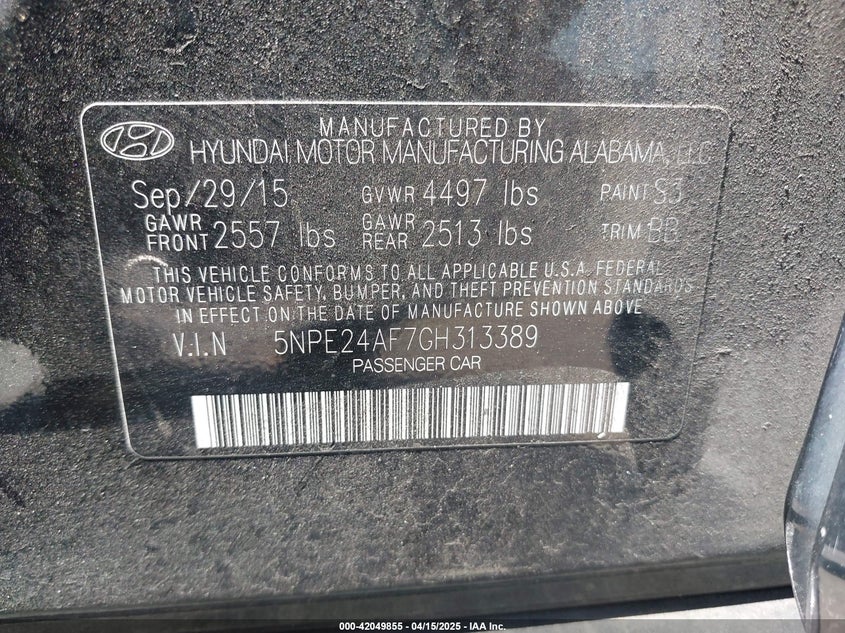 MANUFACTURED BY
HYUNDAI MOTOR MANUFACTURING ALABAMA, LLC
Sep/29/15 GVWR 4497 lbs PAINT S3
GAWR FRONT 2557 lbs GAWR REAR 2513 lbs TRIM BB
THIS VEHICLE CONFORMS TO ALL APPLICABLE U.S.A. FEDERAL
MOTOR VEHICLE SAFETY, BUMPER, AND THEFT PREVENTION STANDARDS
IN EFFECT ON THE DATE OF MANUFACTURE SHOWN ABOVE
V.I.N 5NPE24AF7GH313389
PASSENGER CAR
000-42049855 - 04/15/2025 - IAA Inc.